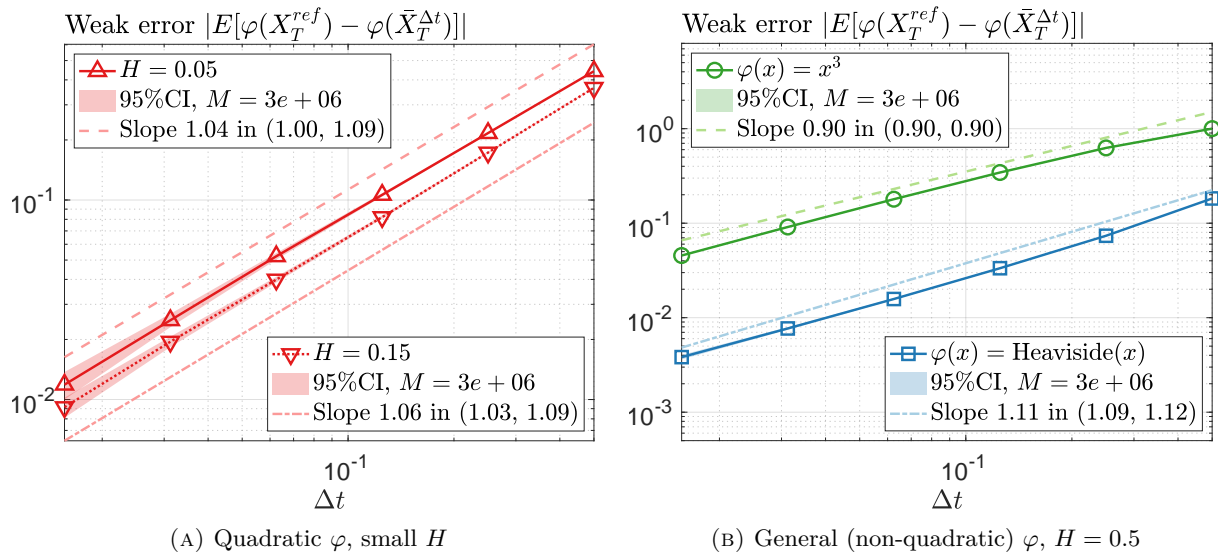 Weak error |E[φ(X_T^{ref}) − φ(X̄_T^{Δt})]|
H = 0.05
95%CI, M = 3e + 06
Slope 1.04 in (1.00, 1.09)
10^{-1}
10^{-2}
H = 0.15
95%CI, M = 3e + 06
Slope 1.06 in (1.03, 1.09)
10^{-1}
Δt
(A) Quadratic φ, small H
Weak error |E[φ(X_T^{ref}) − φ(X̄_T^{Δt})]|
φ(x) = x^3
95%CI, M = 3e + 06
Slope 0.90 in (0.90, 0.90)
10^0
10^{-1}
10^{-2}
10^{-3}
φ(x) = Heaviside(x)
95%CI, M = 3e + 06
Slope 1.11 in (1.09, 1.12)
10^{-1}
Δt
(B) General (non-quadratic) φ, H = 0.5